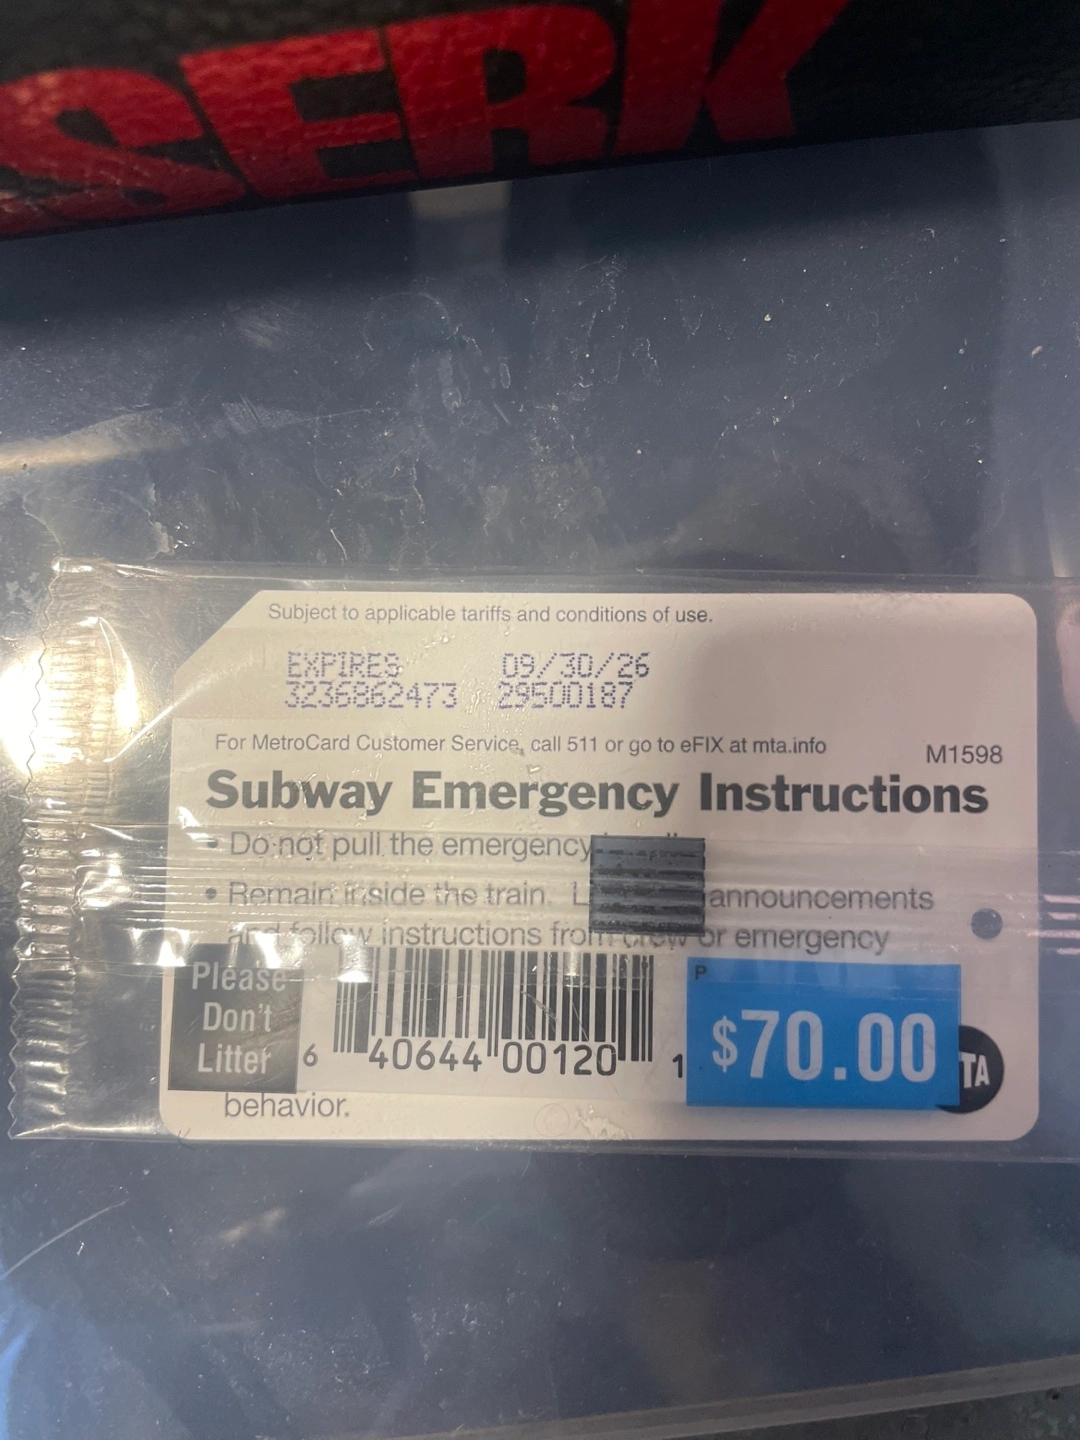 SERK
Subject to applicable tariffs and conditions of use.
EXPIRES 09/30/26
3236862473 29500187
For MetroCard Customer Service, call 511 or go to eFIX at mta.info
M1598
Subway Emergency Instructions
• Do not pull the emergency
• Remain inside the train. L announcements
and follow instructions from crew or emergency
Please
Don't
Litter
6 40644 00120 1
P
$70.00
TA
behavior.